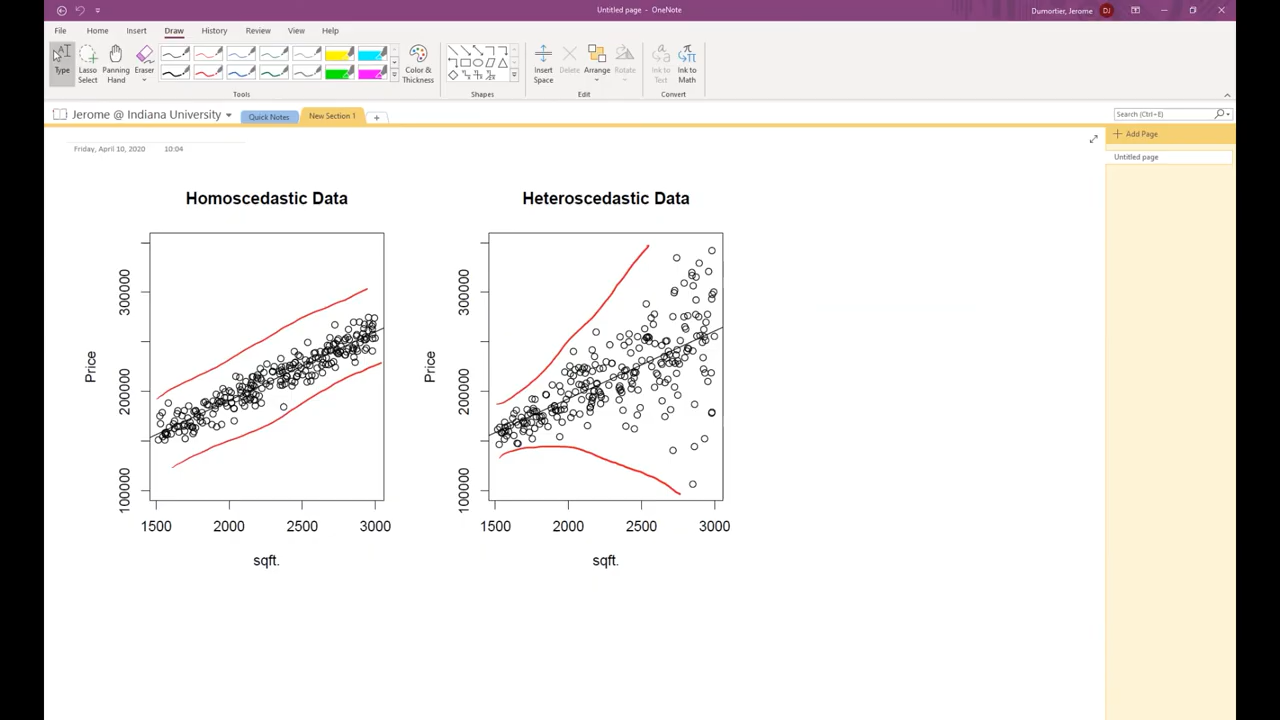 Untitled page - OneNote
Dumortier, Jerome DJ
File Home Insert Draw History Review View Help
Type
Lasso Select
Panning Hand
Eraser
Color & Thickness
Insert Space
Delete
Arrange
Rotate
Ink to Text
Ink to Math
Tools
Shapes
Edit
Convert
Jerome @ Indiana University
Quick Notes
New Section 1
Search (Ctrl+E)
Add Page
Untitled page
Friday, April 10, 2020 10:04
Homoscedastic Data
Price
300000
200000
100000
1500 2000 2500 3000
sqft.
Heteroscedastic Data
Price
300000
200000
100000
1500 2000 2500 3000
sqft.